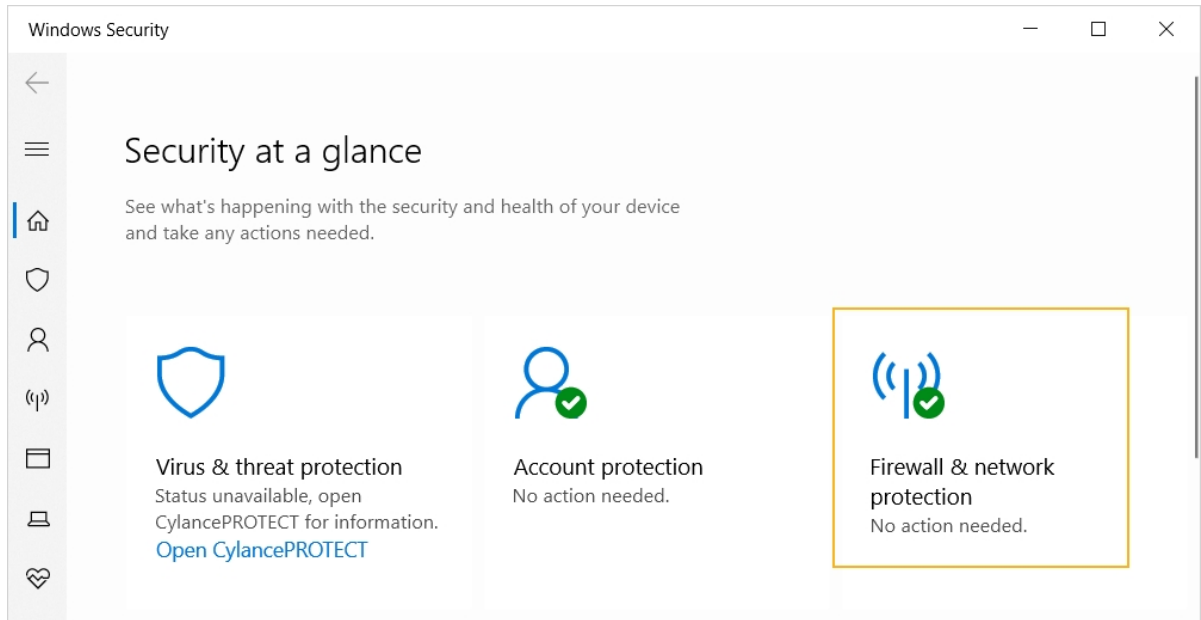 Windows Security
Security at a glance
See what's happening with the security and health of your device
and take any actions needed.
Virus & threat protection
Status unavailable, open
CylancePROTECT for information.
Open CylancePROTECT
Account protection
No action needed.
Firewall & network
protection
No action needed.